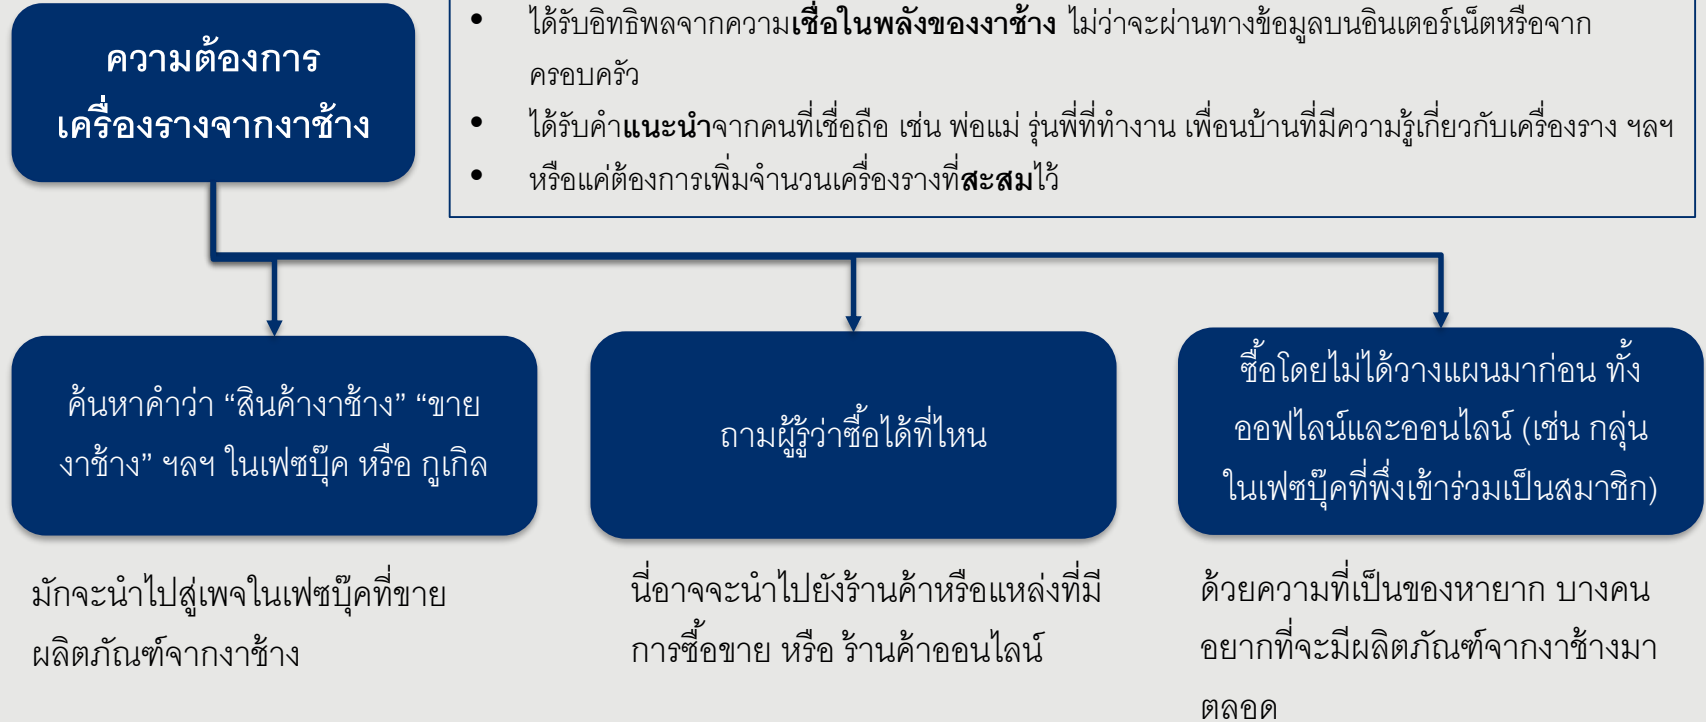 ความต้องการ
เครื่องรางจากงาช้าง
• ได้รับอิทธิพลจากความเชื่อในพลังของงาช้าง ไม่ว่าจะผ่านทางข้อมูลบนอินเตอร์เน็ตหรือจาก
ครอบครัว
• ได้รับคำแนะนำจากคนที่เชื่อถือ เช่น พ่อแม่ รุ่นพี่ที่ทำงาน เพื่อนบ้านที่มีความรู้เกี่ยวกับเครื่องราง ฯลฯ
• หรือแค่ต้องการเพิ่มจำนวนเครื่องรางที่สะสมไว้
ค้นหาคำว่า “สินค้างาช้าง” “ขาย
งาช้าง” ฯลฯ ในเฟซบุ๊ค หรือ กูเกิล
มักจะนำไปสู่เพจในเฟซบุ๊คที่ขาย
ผลิตภัณฑ์จากงาช้าง
ถามผู้รู้ว่าซื้อได้ที่ไหน
นี่อาจจะนำไปยังร้านค้าหรือแหล่งที่มี
การซื้อขาย หรือ ร้านค้าออนไลน์
ซื้อโดยไม่ได้วางแผนมาก่อน ทั้ง
ออฟไลน์และออนไลน์ (เช่น กลุ่น
ในเฟซบุ๊คที่พึ่งเข้าร่วมเป็นสมาชิก)
ด้วยความที่เป็นของหายาก บางคน
อยากที่จะมีผลิตภัณฑ์จากงาช้างมา
ตลอด